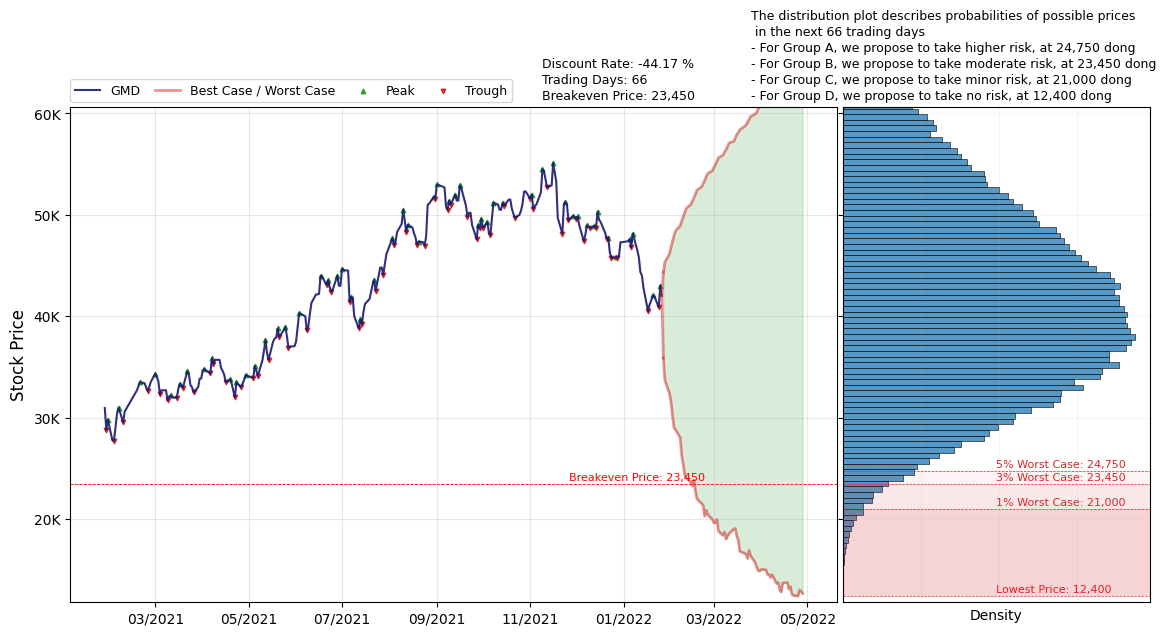 The distribution plot describes probabilities of possible prices
in the next 66 trading days
- For Group A, we propose to take higher risk, at 24,750 dong
- For Group B, we propose to take moderate risk, at 23,450 dong
- For Group C, we propose to take minor risk, at 21,000 dong
- For Group D, we propose to take no risk, at 12,400 dong
Discount Rate: -44.17 %
Trading Days: 66
Breakeven Price: 23,450
GMD Best Case / Worst Case Peak Trough
Stock Price
60K
50K
40K
30K
20K
Breakeven Price: 23,450
03/2021 05/2021 07/2021 09/2021 11/2021 01/2022 03/2022 05/2022
5% Worst Case: 24,750
3% Worst Case: 23,450
1% Worst Case: 21,000
Lowest Price: 12,400
Density